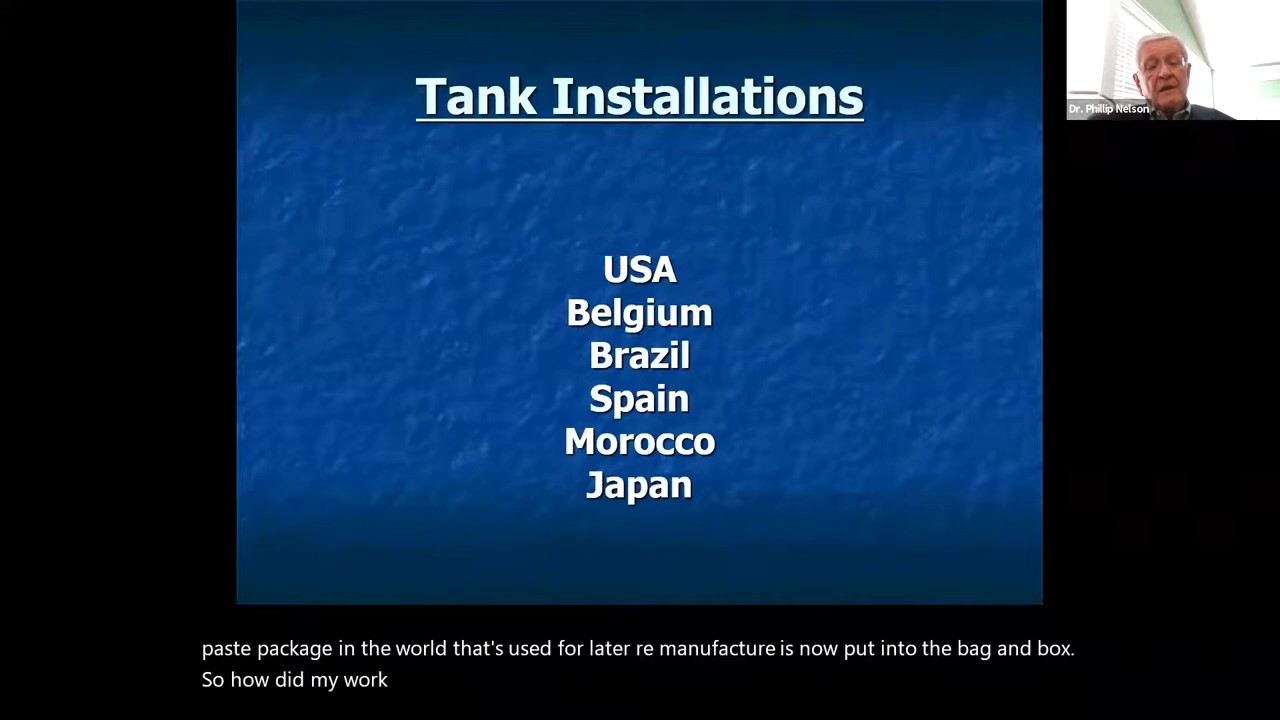 Tank Installations
Dr. Phillip Nelson
USA
Belgium
Brazil
Spain
Morocco
Japan
paste package in the world that's used for later re manufacture is now put into the bag and box.
So how did my work